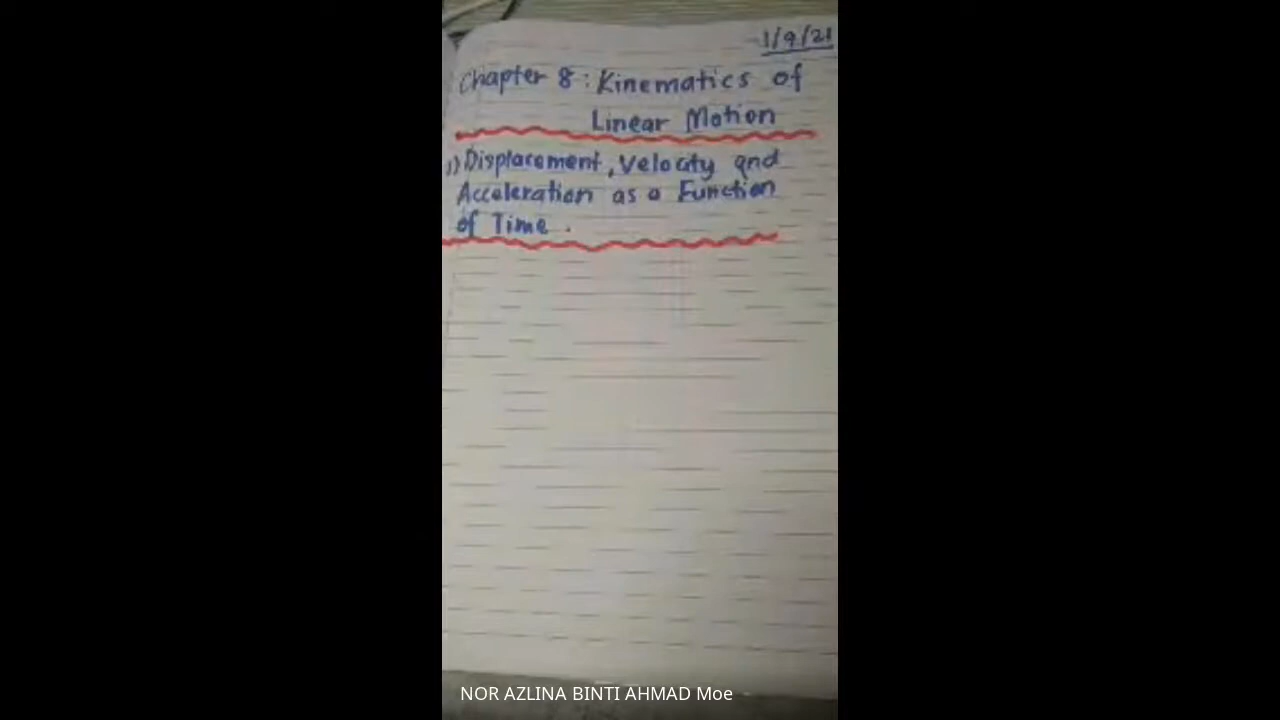 1/9/21
Chapter 8: Kinematics of
Linear Motion
1) Displacement, Velocity and
Acceleration as a Function
of Time.
NOR AZLINA BINTI AHMAD Moe